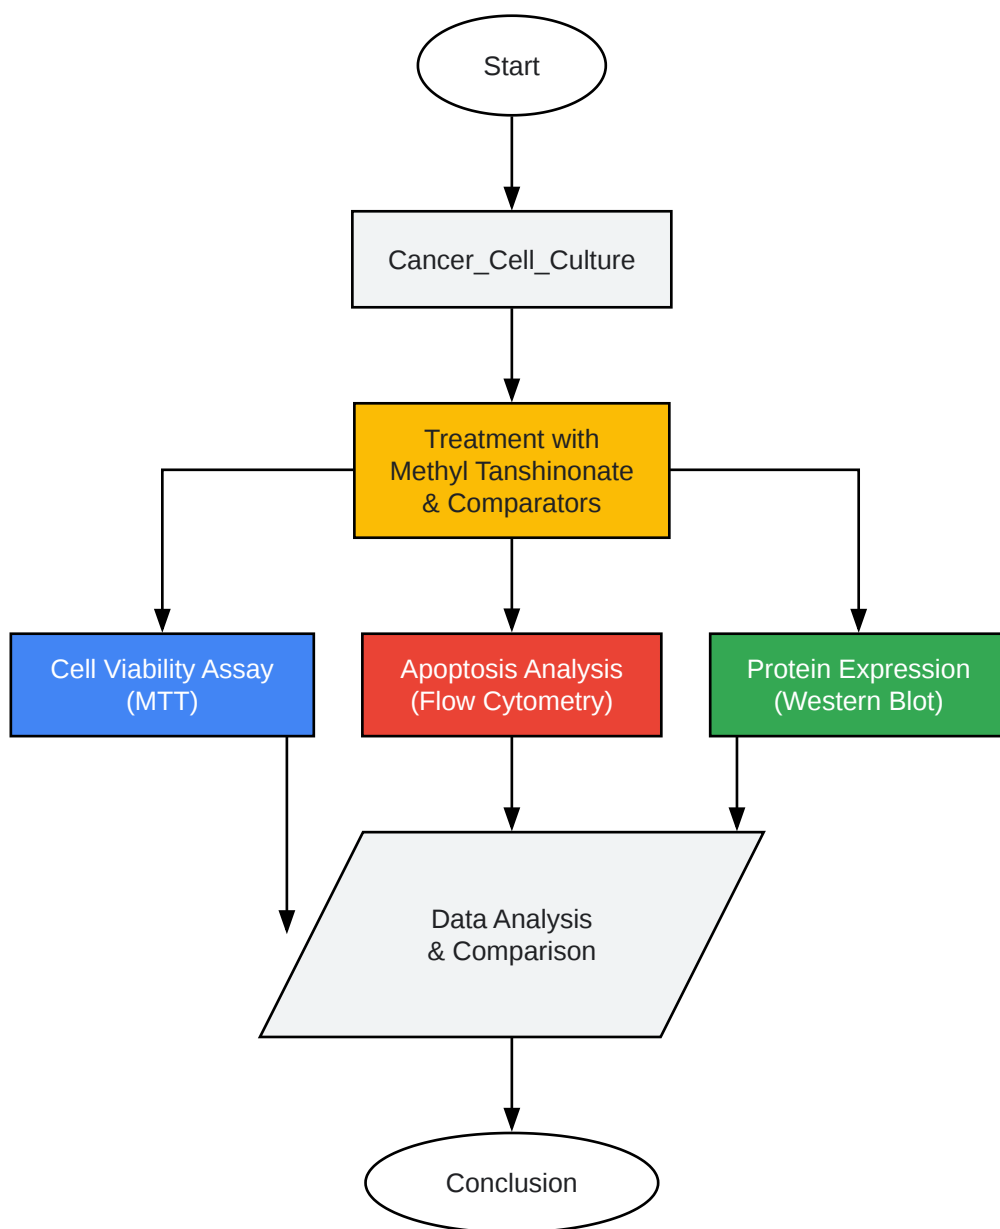 Start
Cancer_Cell_Culture
Treatment with
Methyl Tanshinonate
& Comparators
Cell Viability Assay
(MTT)
Apoptosis Analysis
(Flow Cytometry)
Protein Expression
(Western Blot)
Data Analysis
& Comparison
Conclusion